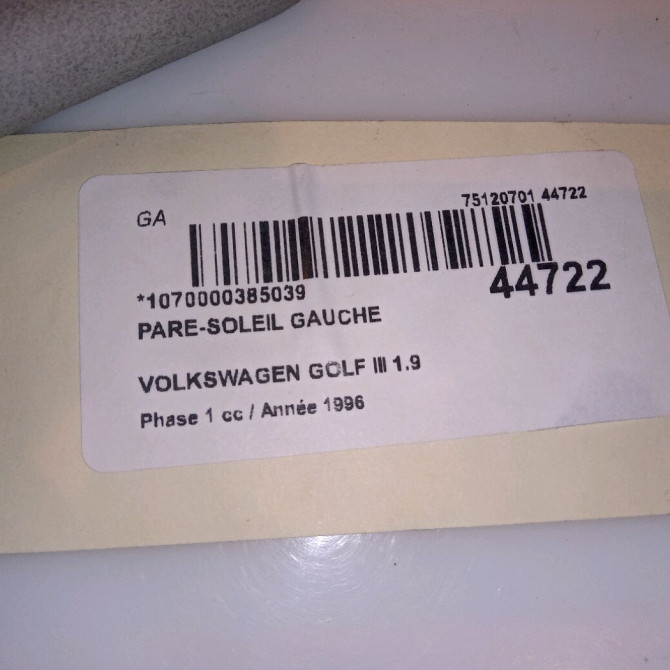 GA
75120701 44722
*1070000385039
44722
PARE-SOLEIL GAUCHE
VOLKSWAGEN GOLF III 1.9
Phase 1 cc / Année 1996